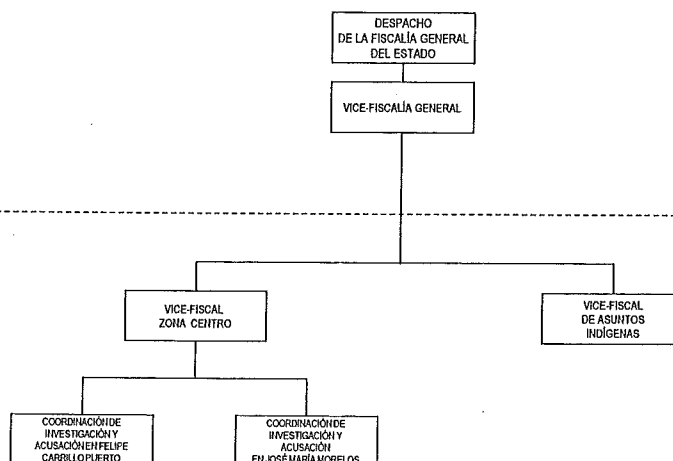 DESPACHO
DE LA FISCALÍA GENERAL
DEL ESTADO
VICE-FISCALÍA GENERAL
VICE-FISCAL
ZONA CENTRO
VICE-FISCAL
DE ASUNTOS
INDÍGENAS
COORDINACIÓN DE
INVESTIGACIÓN Y
ACUSACIÓN EN FELIPE
CARRILLO PUERTO
COORDINACIÓN DE
INVESTIGACIÓN Y
ACUSACIÓN
EN JOSÉ MARÍA MORELOS